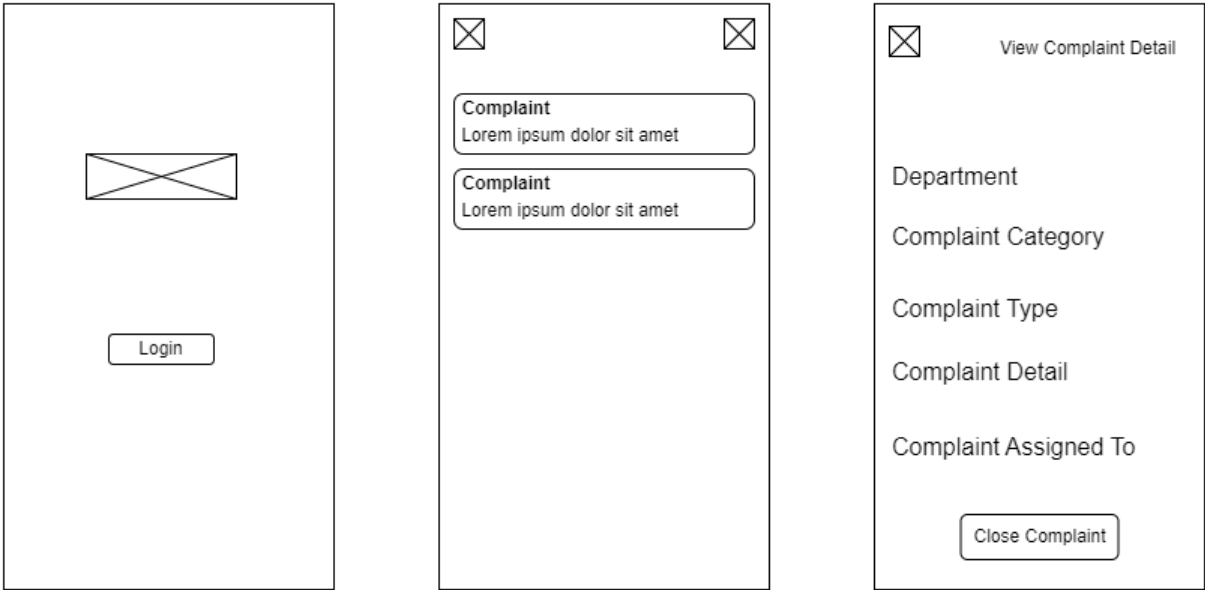 Login
Complaint
Lorem ipsum dolor sit amet
Complaint
Lorem ipsum dolor sit amet
View Complaint Detail
Department
Complaint Category
Complaint Type
Complaint Detail
Complaint Assigned To
Close Complaint